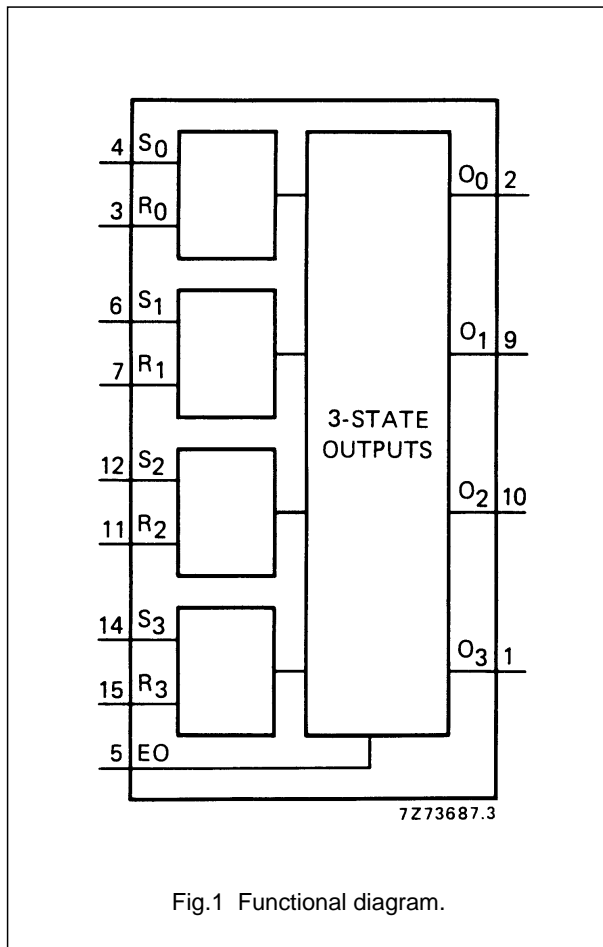 4 S0
O0 2
3 R0
6 S1
O1 9
7 R1
3-STATE
OUTPUTS
12 S2
O2 10
11 R2
14 S3
O3 1
15 R3
5 EO
7Z73687.3
Fig.1 Functional diagram.